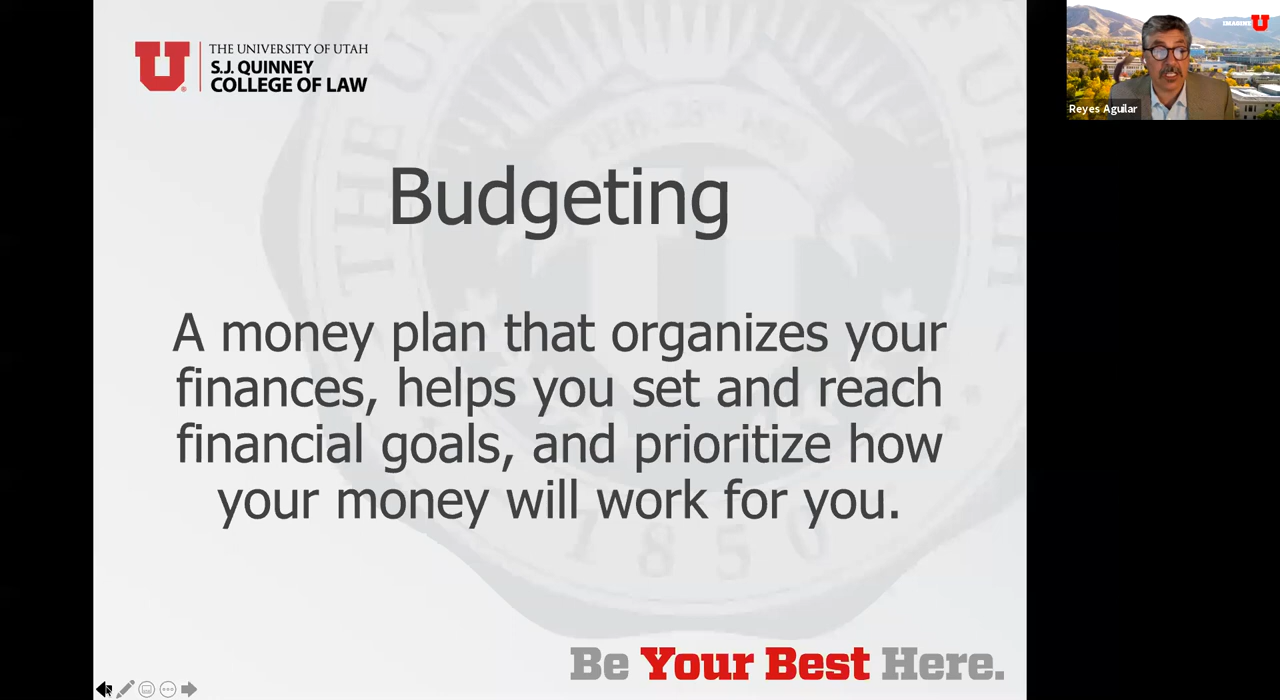 THE UNIVERSITY OF UTAH
S.J. QUINNEY
COLLEGE OF LAW
Budgeting
A money plan that organizes your
finances, helps you set and reach
financial goals, and prioritize how
your money will work for you.
1850
Be Your Best Here.
Reyes Aguilar